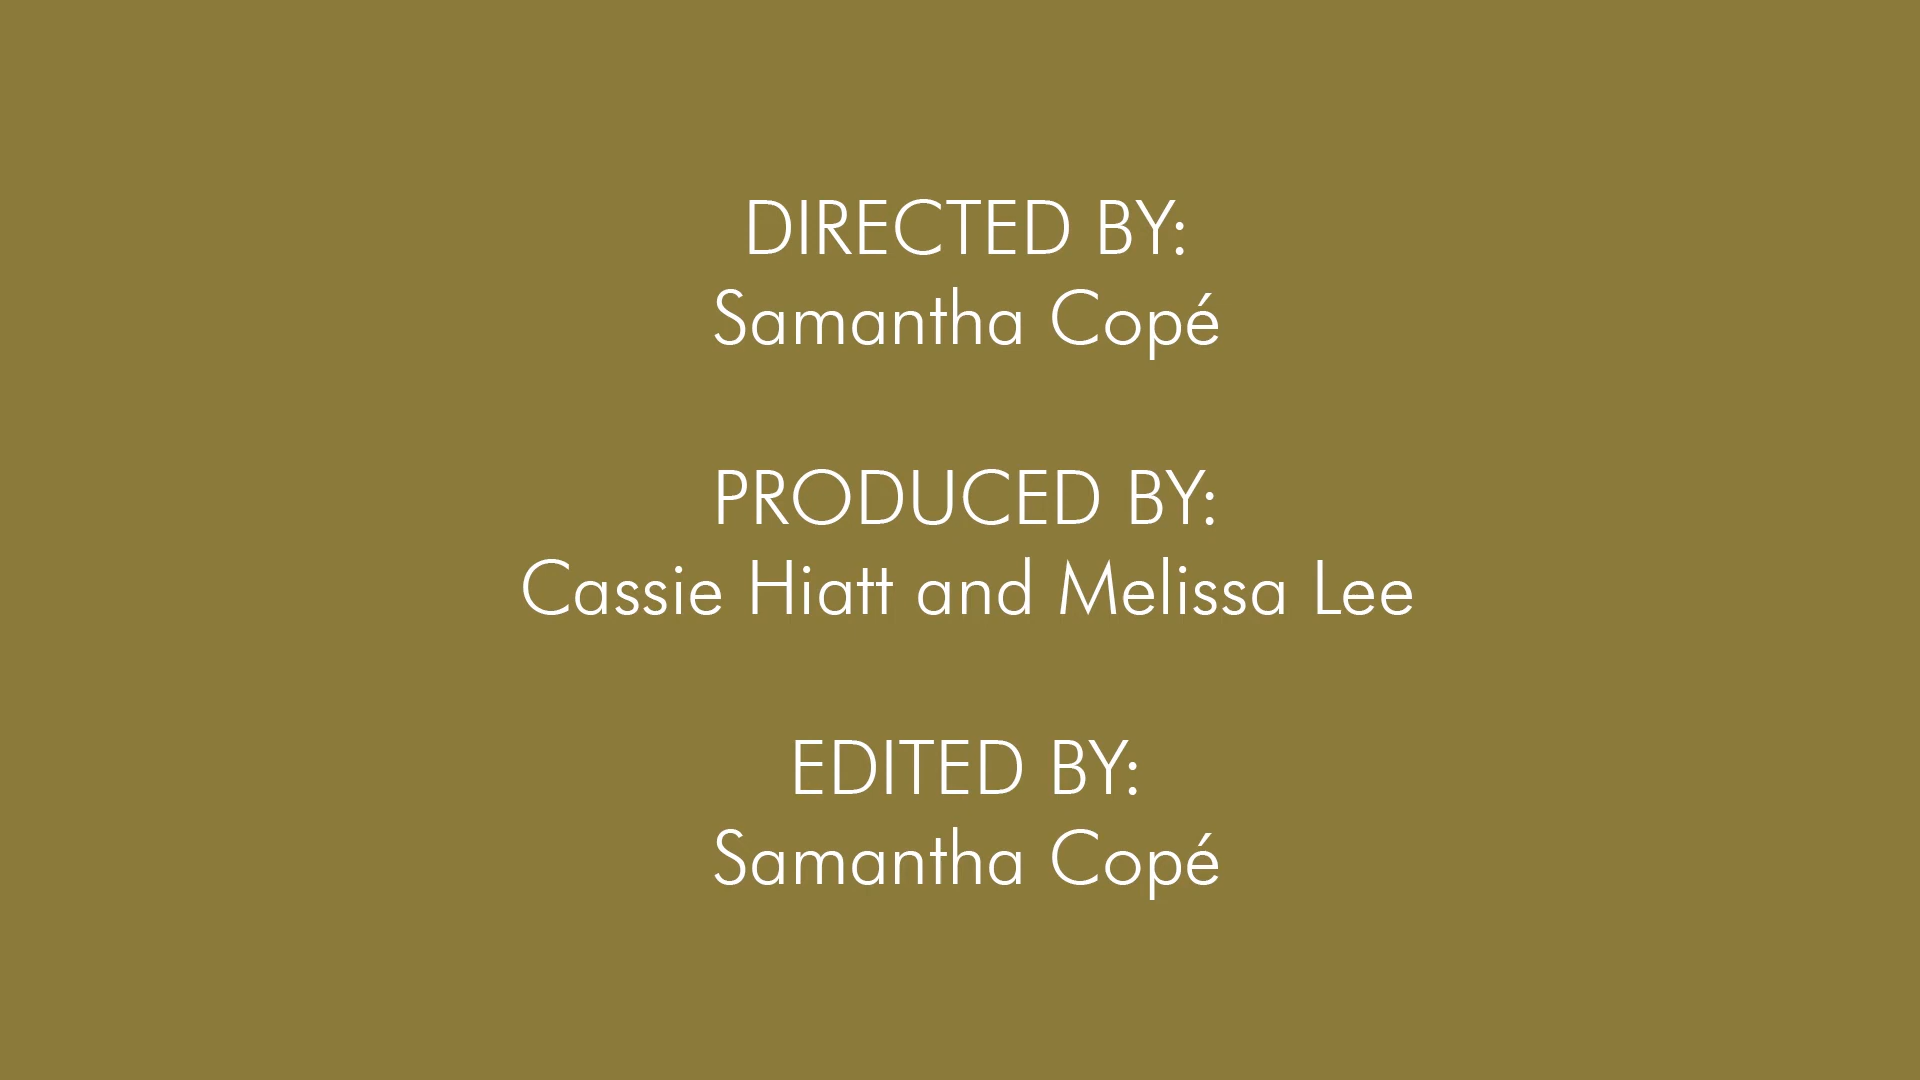 DIRECTED BY:
Samantha Copé
PRODUCED BY:
Cassie Hiatt and Melissa Lee
EDITED BY:
Samantha Copé